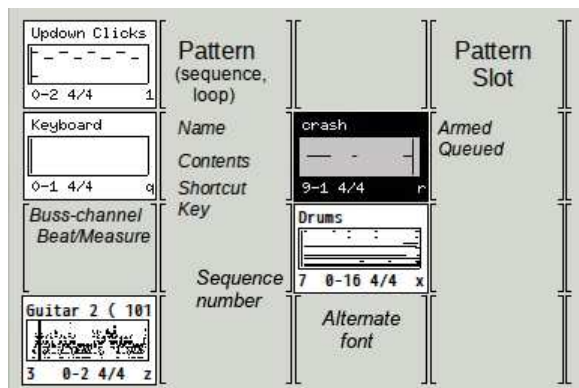 Updown Clicks
0-2 4/4 1
Pattern
(sequence,
loop)
Pattern
Slot
Keyboard
0-1 4/4 q
Name
Contents
Shortcut
Key
crash
9-1 4/4 r
Armed
Queued
Buss-channel
Beat/Measure
Sequence
number
Drums
7 0-16 4/4 x
Guitar 2 ( 101
3 0-2 4/4 z
Alternate
font